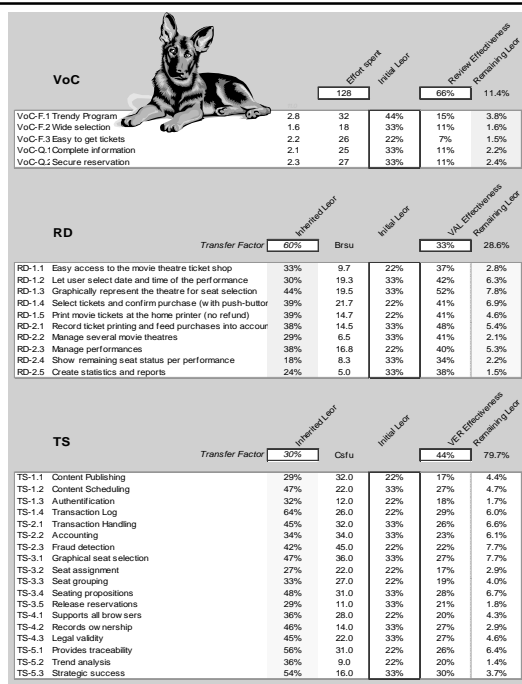 VoC Effort spent Initial Leor Review Effectiveness Remaining Leor
128 66% 11.4%
VoC-F.1 Trendy Program 2.8 32 44% 15% 3.8%
VoC-F.2 Wide selection 1.6 18 33% 11% 1.6%
VoC-F.3 Easy to get tickets 2.2 26 22% 7% 1.5%
VoC-Q.1 Complete information 2.1 25 33% 11% 2.2%
VoC-Q.2 Secure reservation 2.3 27 33% 11% 2.4%
RD Inherited Leor Initial Leor VAL Effectiveness Remaining Leor
Transfer Factor 60% Brsu 33% 28.6%
RD-1.1 Easy access to the movie theatre ticket shop 33% 9.7 22% 37% 2.8%
RD-1.2 Let user select date and time of the performance 30% 19.3 33% 42% 6.3%
RD-1.3 Graphically represent the theatre for seat selection 44% 19.5 33% 52% 7.8%
RD-1.4 Select tickets and confirm purchase (with push-button 39% 21.7 22% 41% 6.9%
RD-1.5 Print movie tickets at the home printer (no refund) 39% 14.7 22% 41% 4.6%
RD-2.1 Record ticket printing and feed purchases into accoun 38% 14.5 33% 48% 5.4%
RD-2.2 Manage several movie theatres 29% 6.5 33% 41% 2.1%
RD-2.3 Manage performances 38% 16.8 22% 40% 5.3%
RD-2.4 Show remaining seat status per performance 18% 8.3 33% 34% 2.2%
RD-2.5 Create statistics and reports 24% 5.0 33% 38% 1.5%
TS Inherited Leor Initial Leor VER Effectiveness Remaining Leor
Transfer Factor 30% Csfu 44% 79.7%
TS-1.1 Content Publishing 29% 32.0 22% 17% 4.4%
TS-1.2 Content Scheduling 47% 22.0 33% 27% 4.7%
TS-1.3 Authentification 32% 12.0 22% 18% 1.7%
TS-1.4 Transaction Log 64% 26.0 22% 29% 6.0%
TS-2.1 Transaction Handling 45% 32.0 33% 26% 6.6%
TS-2.2 Accounting 34% 34.0 33% 23% 6.1%
TS-2.3 Fraud detection 42% 45.0 22% 22% 7.7%
TS-3.1 Graphical seat selection 47% 36.0 33% 27% 7.7%
TS-3.2 Seat assignment 27% 22.0 22% 17% 2.9%
TS-3.3 Seat grouping 33% 27.0 22% 19% 4.0%
TS-3.4 Seating propositions 48% 31.0 33% 28% 6.7%
TS-3.5 Release reservations 29% 11.0 33% 21% 1.8%
TS-4.1 Supports all browsers 36% 28.0 22% 20% 4.3%
TS-4.2 Records ownership 46% 14.0 33% 27% 2.9%
TS-4.3 Legal validity 45% 22.0 33% 27% 4.6%
TS-5.1 Provides traceability 56% 31.0 22% 26% 6.4%
TS-5.2 Trend analysis 36% 9.0 22% 20% 1.4%
TS-5.3 Strategic success 54% 16.0 33% 30% 3.7%